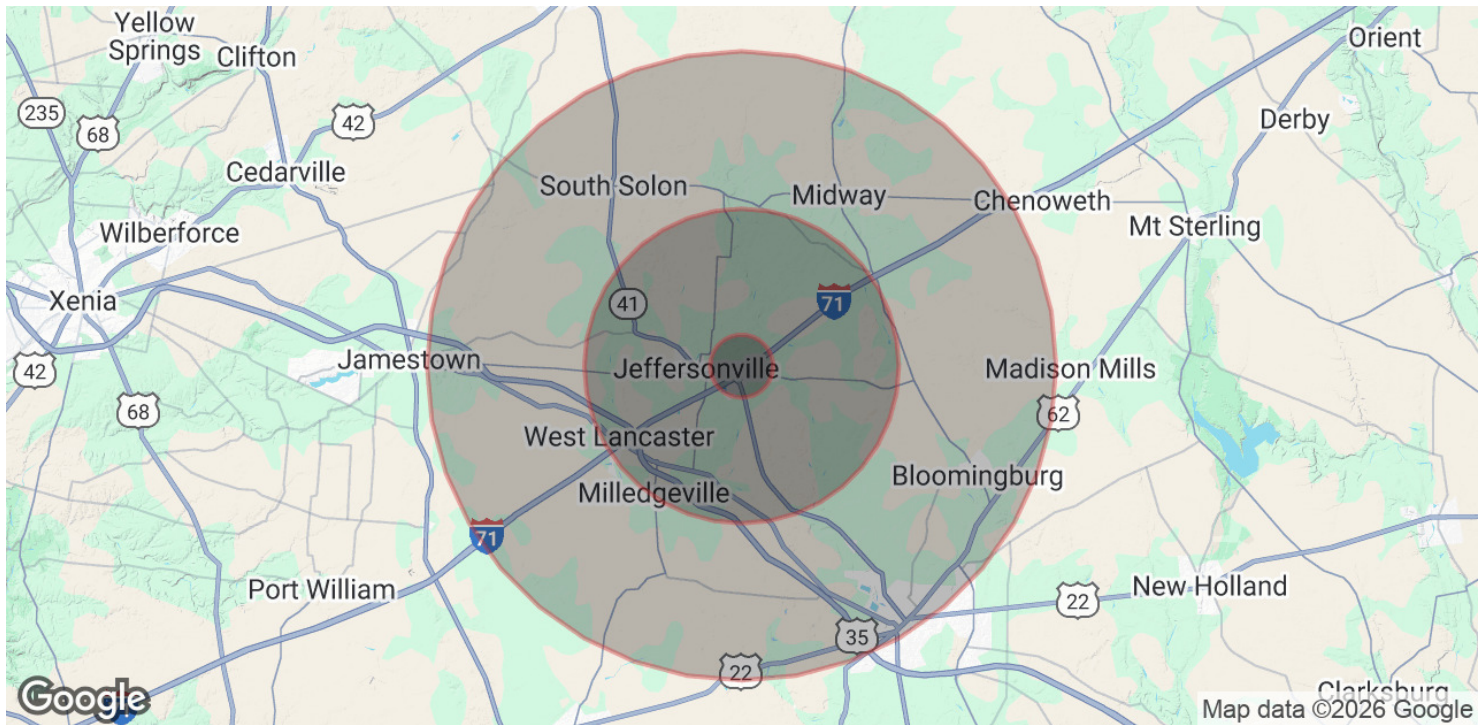 Yellow
Springs
Clifton
Orient
235
68
42
Derby
Cedarville
South Solon
Midway
Chenoweth
Mt Sterling
Wilberforce
Xenia
41
71
42
Jamestown
Jeffersonville
Madison Mills
68
62
West Lancaster
Bloomingburg
Milledgeville
71
Port William
New Holland
22
35
22
Clarksburg
Google
Map data ©2026 Google